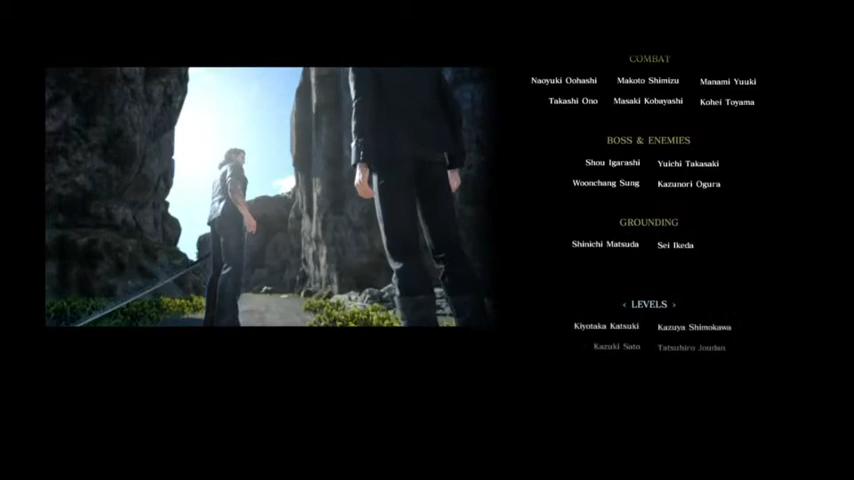 COMBAT
Naoyuki Oohashi Makoto Shimizu Manami Yuuki
Takashi Ono Masaki Kobayashi Kohei Toyama
BOSS & ENEMIES
Shou Igarashi Yuichi Takasaki
Woonchang Sung Kazunori Ogura
GROUNDING
Shinichi Matsuda Sei Ikeda
‹ LEVELS ›
Kiyotaka Katsuki Kazuya Shimokawa
Kazuki Sato Tatsuhiro Joudan